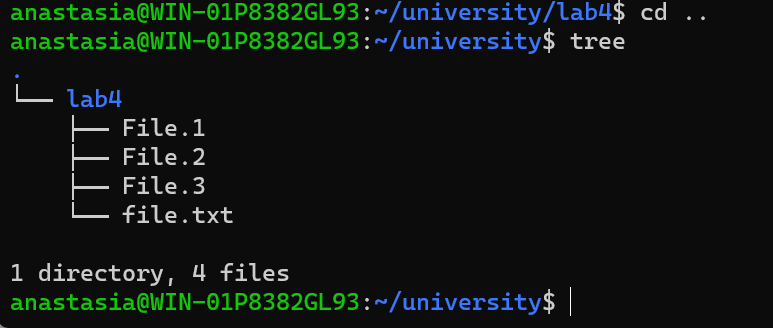 anastasia@WIN-01P8382GL93:~/university/lab4$ cd ..
anastasia@WIN-01P8382GL93:~/university$ tree
.
└── lab4
    ├── File.1
    ├── File.2
    ├── File.3
    └── file.txt

1 directory, 4 files
anastasia@WIN-01P8382GL93:~/university$